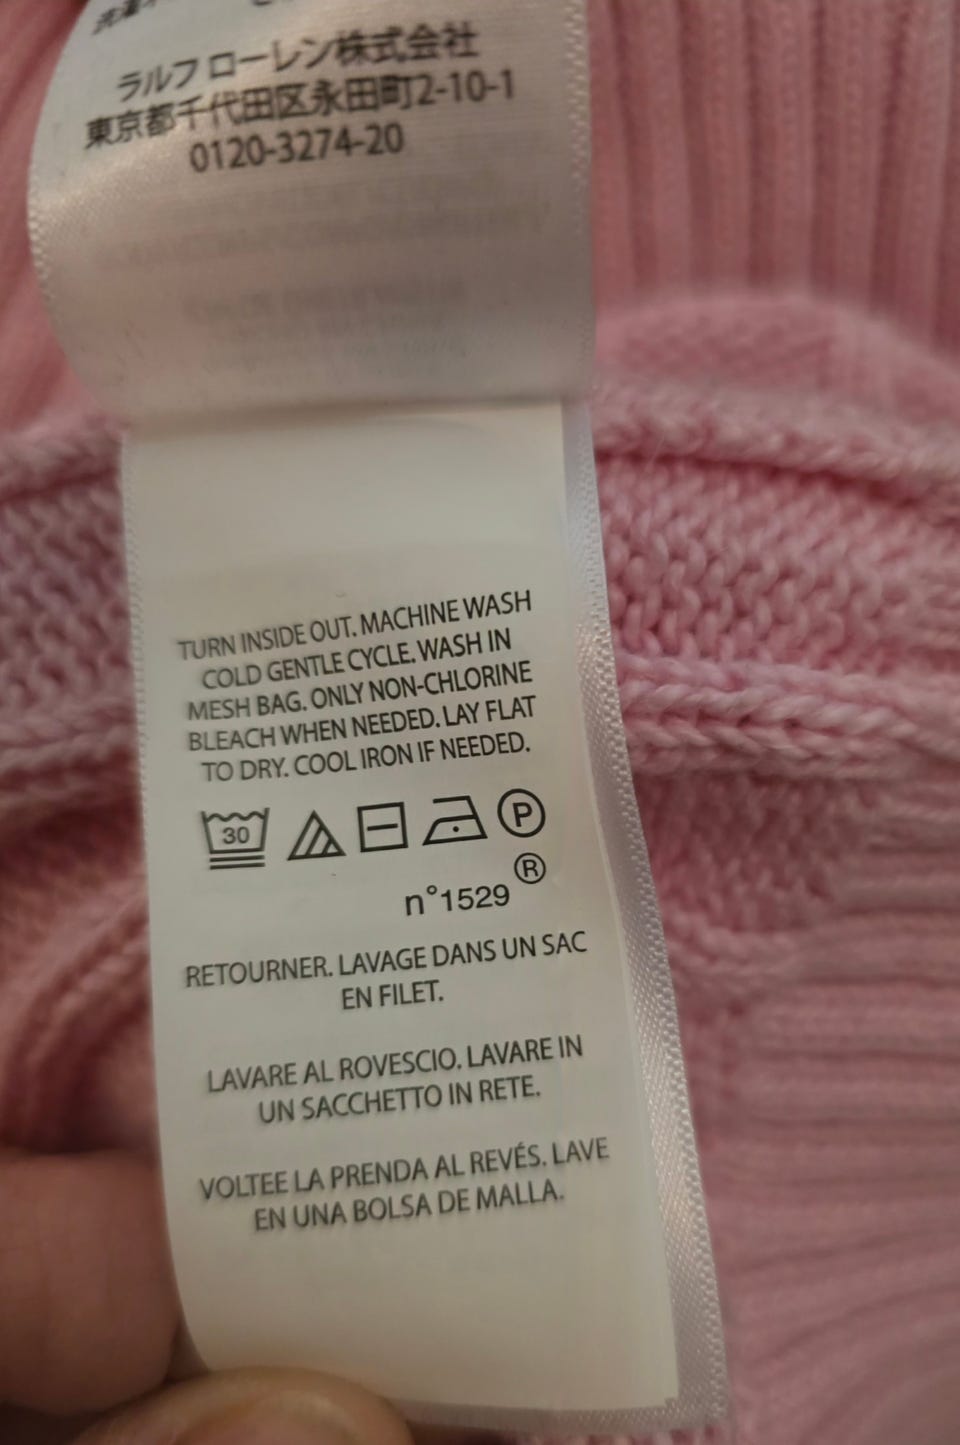 ラルフ ローレン株式会社
東京都千代田区永田町2-10-1
0120-3274-20
TURN INSIDE OUT. MACHINE WASH
COLD GENTLE CYCLE. WASH IN
MESH BAG. ONLY NON-CHLORINE
BLEACH WHEN NEEDED. LAY FLAT
TO DRY. COOL IRON IF NEEDED.
30 P
n°1529 ®
RETOURNER. LAVAGE DANS UN SAC
EN FILET.
LAVARE AL ROVESCIO. LAVARE IN
UN SACCHETTO IN RETE.
VOLTEE LA PRENDA AL REVÉS. LAVE
EN UNA BOLSA DE MALLA.